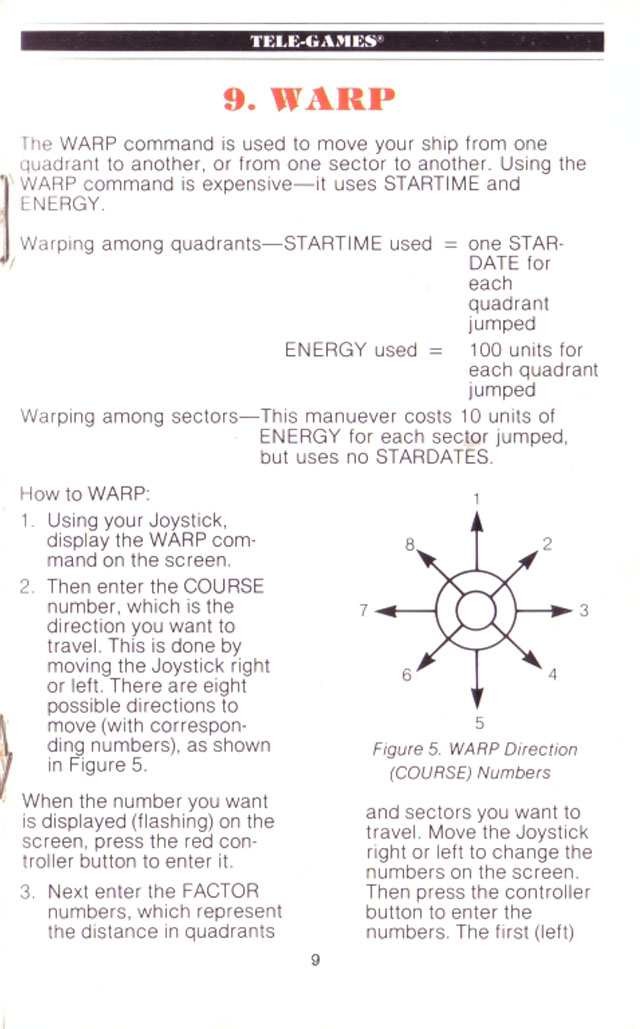 TELE-GAMES®
9. WARP
The WARP command is used to move your ship from one
quadrant to another, or from one sector to another. Using the
WARP command is expensive—it uses STARTIME and
ENERGY.
Warping among quadrants—STARTIME used = one STAR-
DATE for
each
quadrant
jumped
ENERGY used = 100 units for
each quadrant
jumped
Warping among sectors—This manuever costs 10 units of
ENERGY for each sector jumped,
but uses no STARDATES.
How to WARP:
1. Using your Joystick,
display the WARP com-
mand on the screen.
2. Then enter the COURSE
number, which is the
direction you want to
travel. This is done by
moving the Joystick right
or left. There are eight
possible directions to
move (with correspon-
ding numbers), as shown
in Figure 5.
When the number you want
is displayed (flashing) on the
screen, press the red con-
troller button to enter it.
3. Next enter the FACTOR
numbers, which represent
the distance in quadrants
1
8 2
7 3
6 4
5
Figure 5. WARP Direction
(COURSE) Numbers
and sectors you want to
travel. Move the Joystick
right or left to change the
numbers on the screen.
Then press the controller
button to enter the
numbers. The first (left)
9